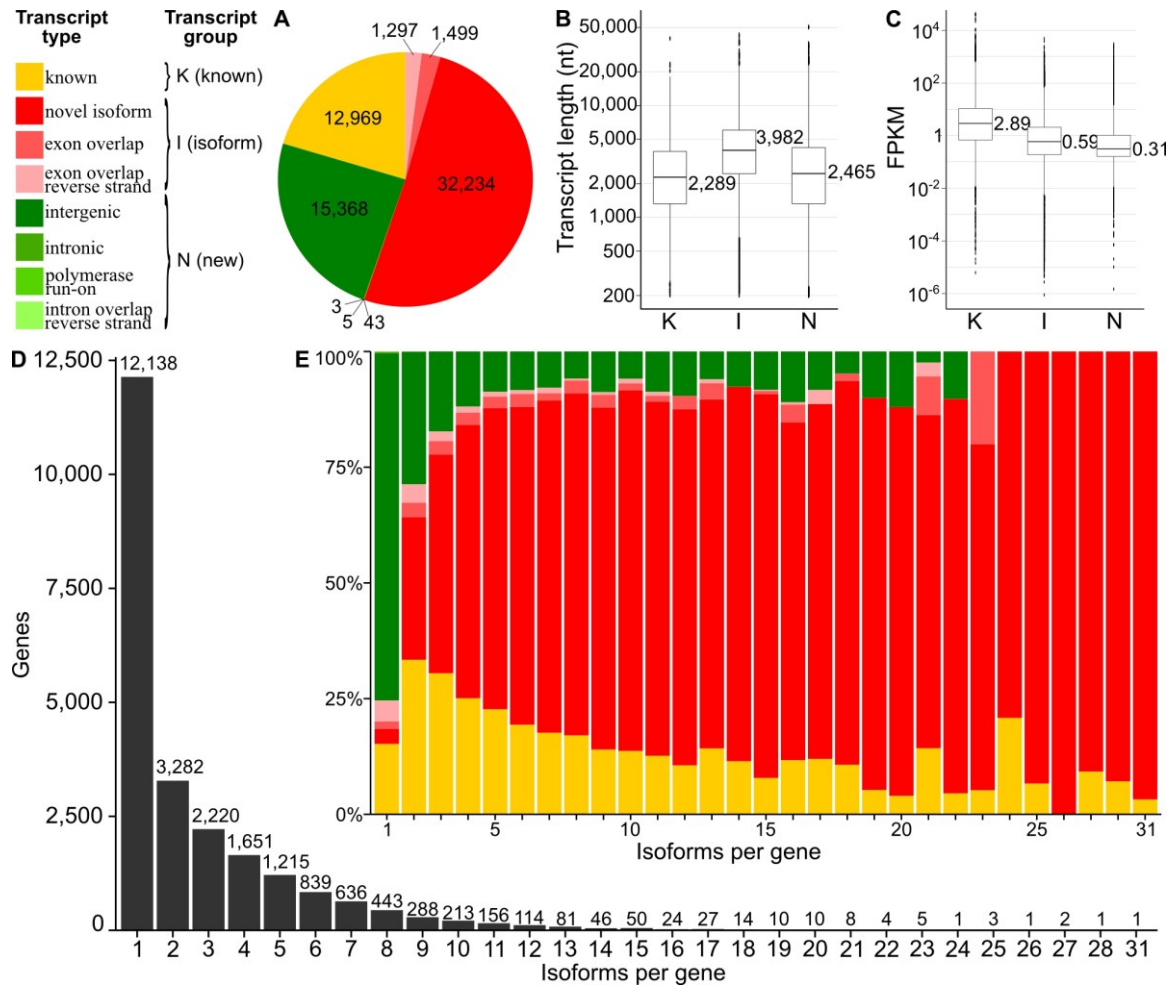 Transcript type
Transcript group
known
novel isoform
exon overlap
exon overlap reverse strand
intergenic
intronic
polymerase run-on
intron overlap reverse strand
K (known)
I (isoform)
N (new)
A
1,297
1,499
12,969
32,234
15,368
3
5
43
B
Transcript length (nt)
50,000
20,000
10,000
5,000
2,000
1,000
500
200
2,289
3,982
2,465
K I N
C
FPKM
10⁴
10²
1
10⁻²
10⁻⁴
10⁻⁶
2.89
0.59
0.31
K I N
D
Genes
12,500
10,000
7,500
5,000
2,500
0
12,138
3,282
2,220
1,651
1,215
839
636
443
288
213
156
114
81
46
50
24
27
14
10
10
8
4
5
1
3
1
2
1
1
1 2 3 4 5 6 7 8 9 10 11 12 13 14 15 16 17 18 19 20 21 22 23 24 25 26 27 28 31
Isoforms per gene
E
100%
75%
50%
25%
0%
1 5 10 15 20 25 31
Isoforms per gene